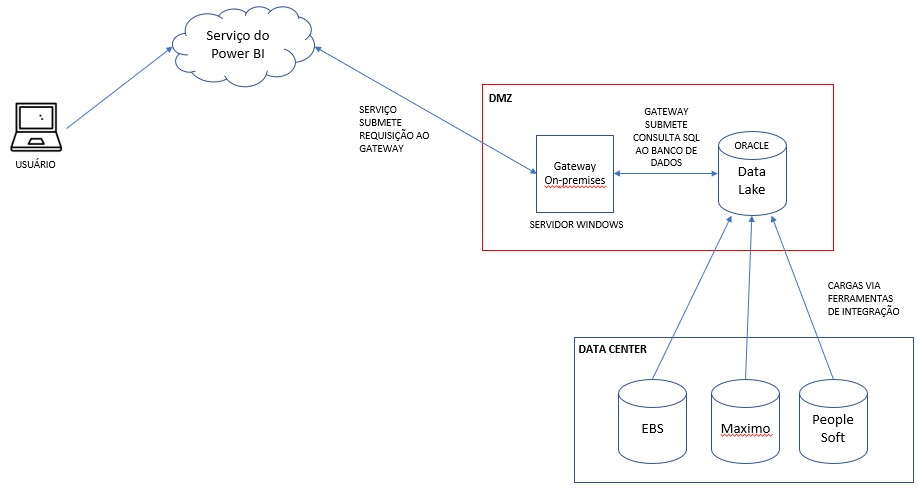 Serviço do
Power BI
USUÁRIO
SERVIÇO
SUBMETE
REQUISIÇÃO AO
GATEWAY
DMZ
GATEWAY
SUBMETE
CONSULTA SQL
AO BANCO DE
DADOS
Gateway
On-premises
SERVIDOR WINDOWS
ORACLE
Data
Lake
CARGAS VIA
FERRAMENTAS
DE INTEGRAÇÃO
DATA CENTER
EBS
Maximo
People
Soft